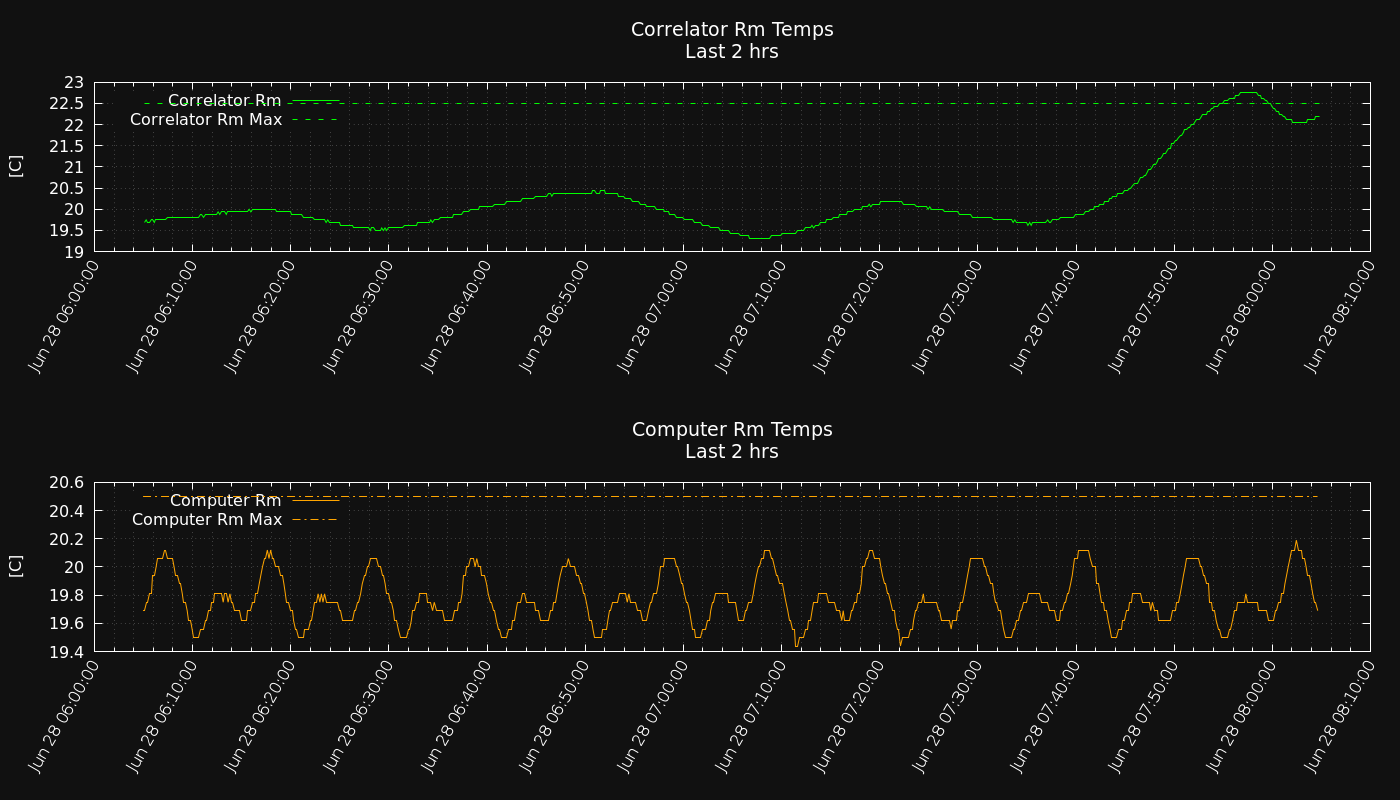 Correlator Rm Temps
Last 2 hrs
23
22.5
22
21.5
21
20.5
20
19.5
19
[C]
Correlator Rm
Correlator Rm Max
Jun 28 06:00:00
Jun 28 06:10:00
Jun 28 06:20:00
Jun 28 06:30:00
Jun 28 06:40:00
Jun 28 06:50:00
Jun 28 07:00:00
Jun 28 07:10:00
Jun 28 07:20:00
Jun 28 07:30:00
Jun 28 07:40:00
Jun 28 07:50:00
Jun 28 08:00:00
Jun 28 08:10:00
Computer Rm Temps
Last 2 hrs
20.6
20.4
20.2
20
19.8
19.6
19.4
[C]
Computer Rm
Computer Rm Max
Jun 28 06:00:00
Jun 28 06:10:00
Jun 28 06:20:00
Jun 28 06:30:00
Jun 28 06:40:00
Jun 28 06:50:00
Jun 28 07:00:00
Jun 28 07:10:00
Jun 28 07:20:00
Jun 28 07:30:00
Jun 28 07:40:00
Jun 28 07:50:00
Jun 28 08:00:00
Jun 28 08:10:00